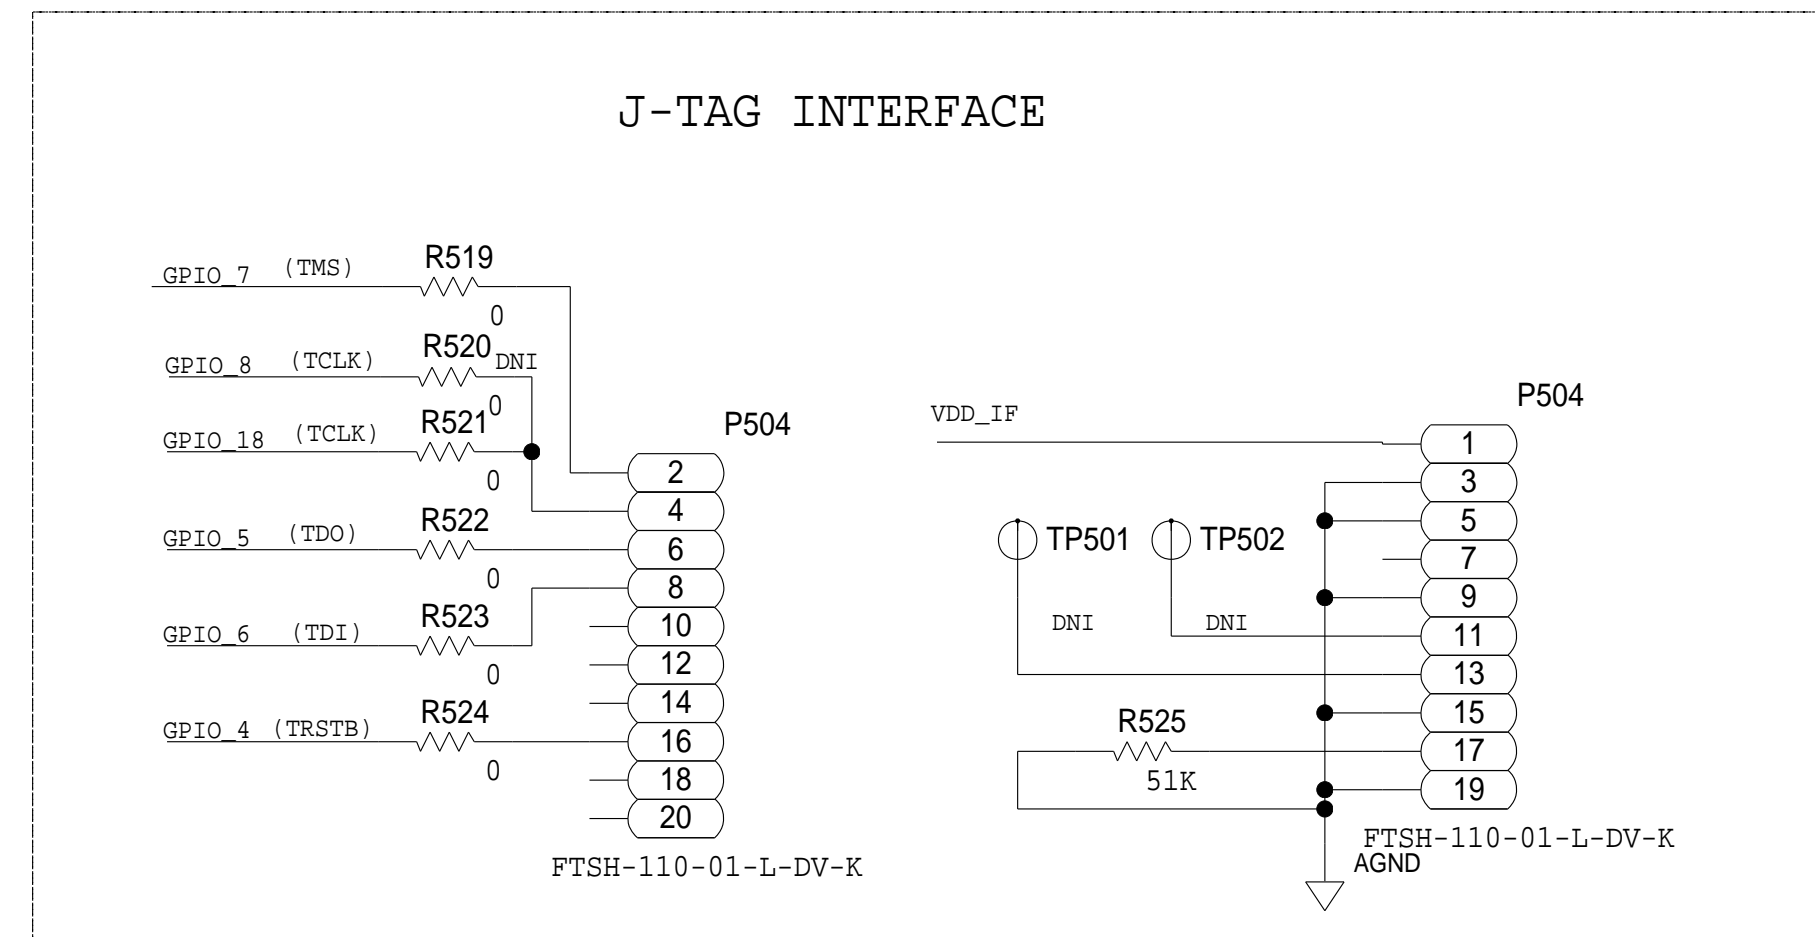 J-TAG INTERFACE
GPIO_7 (TMS) R519
0
GPIO_8 (TCLK) R520 DNI
0
GPIO_18 (TCLK) R521
0
GPIO_5 (TDO) R522
0
GPIO_6 (TDI) R523
0
GPIO_4 (TRSTB) R524
0
P504
2
4
6
8
10
12
14
16
18
20
FTSH-110-01-L-DV-K
VDD_IF
P504
1
3
5
7
9
11
13
15
17
19
TP501 TP502
DNI DNI
R525
51K
FTSH-110-01-L-DV-K
AGND